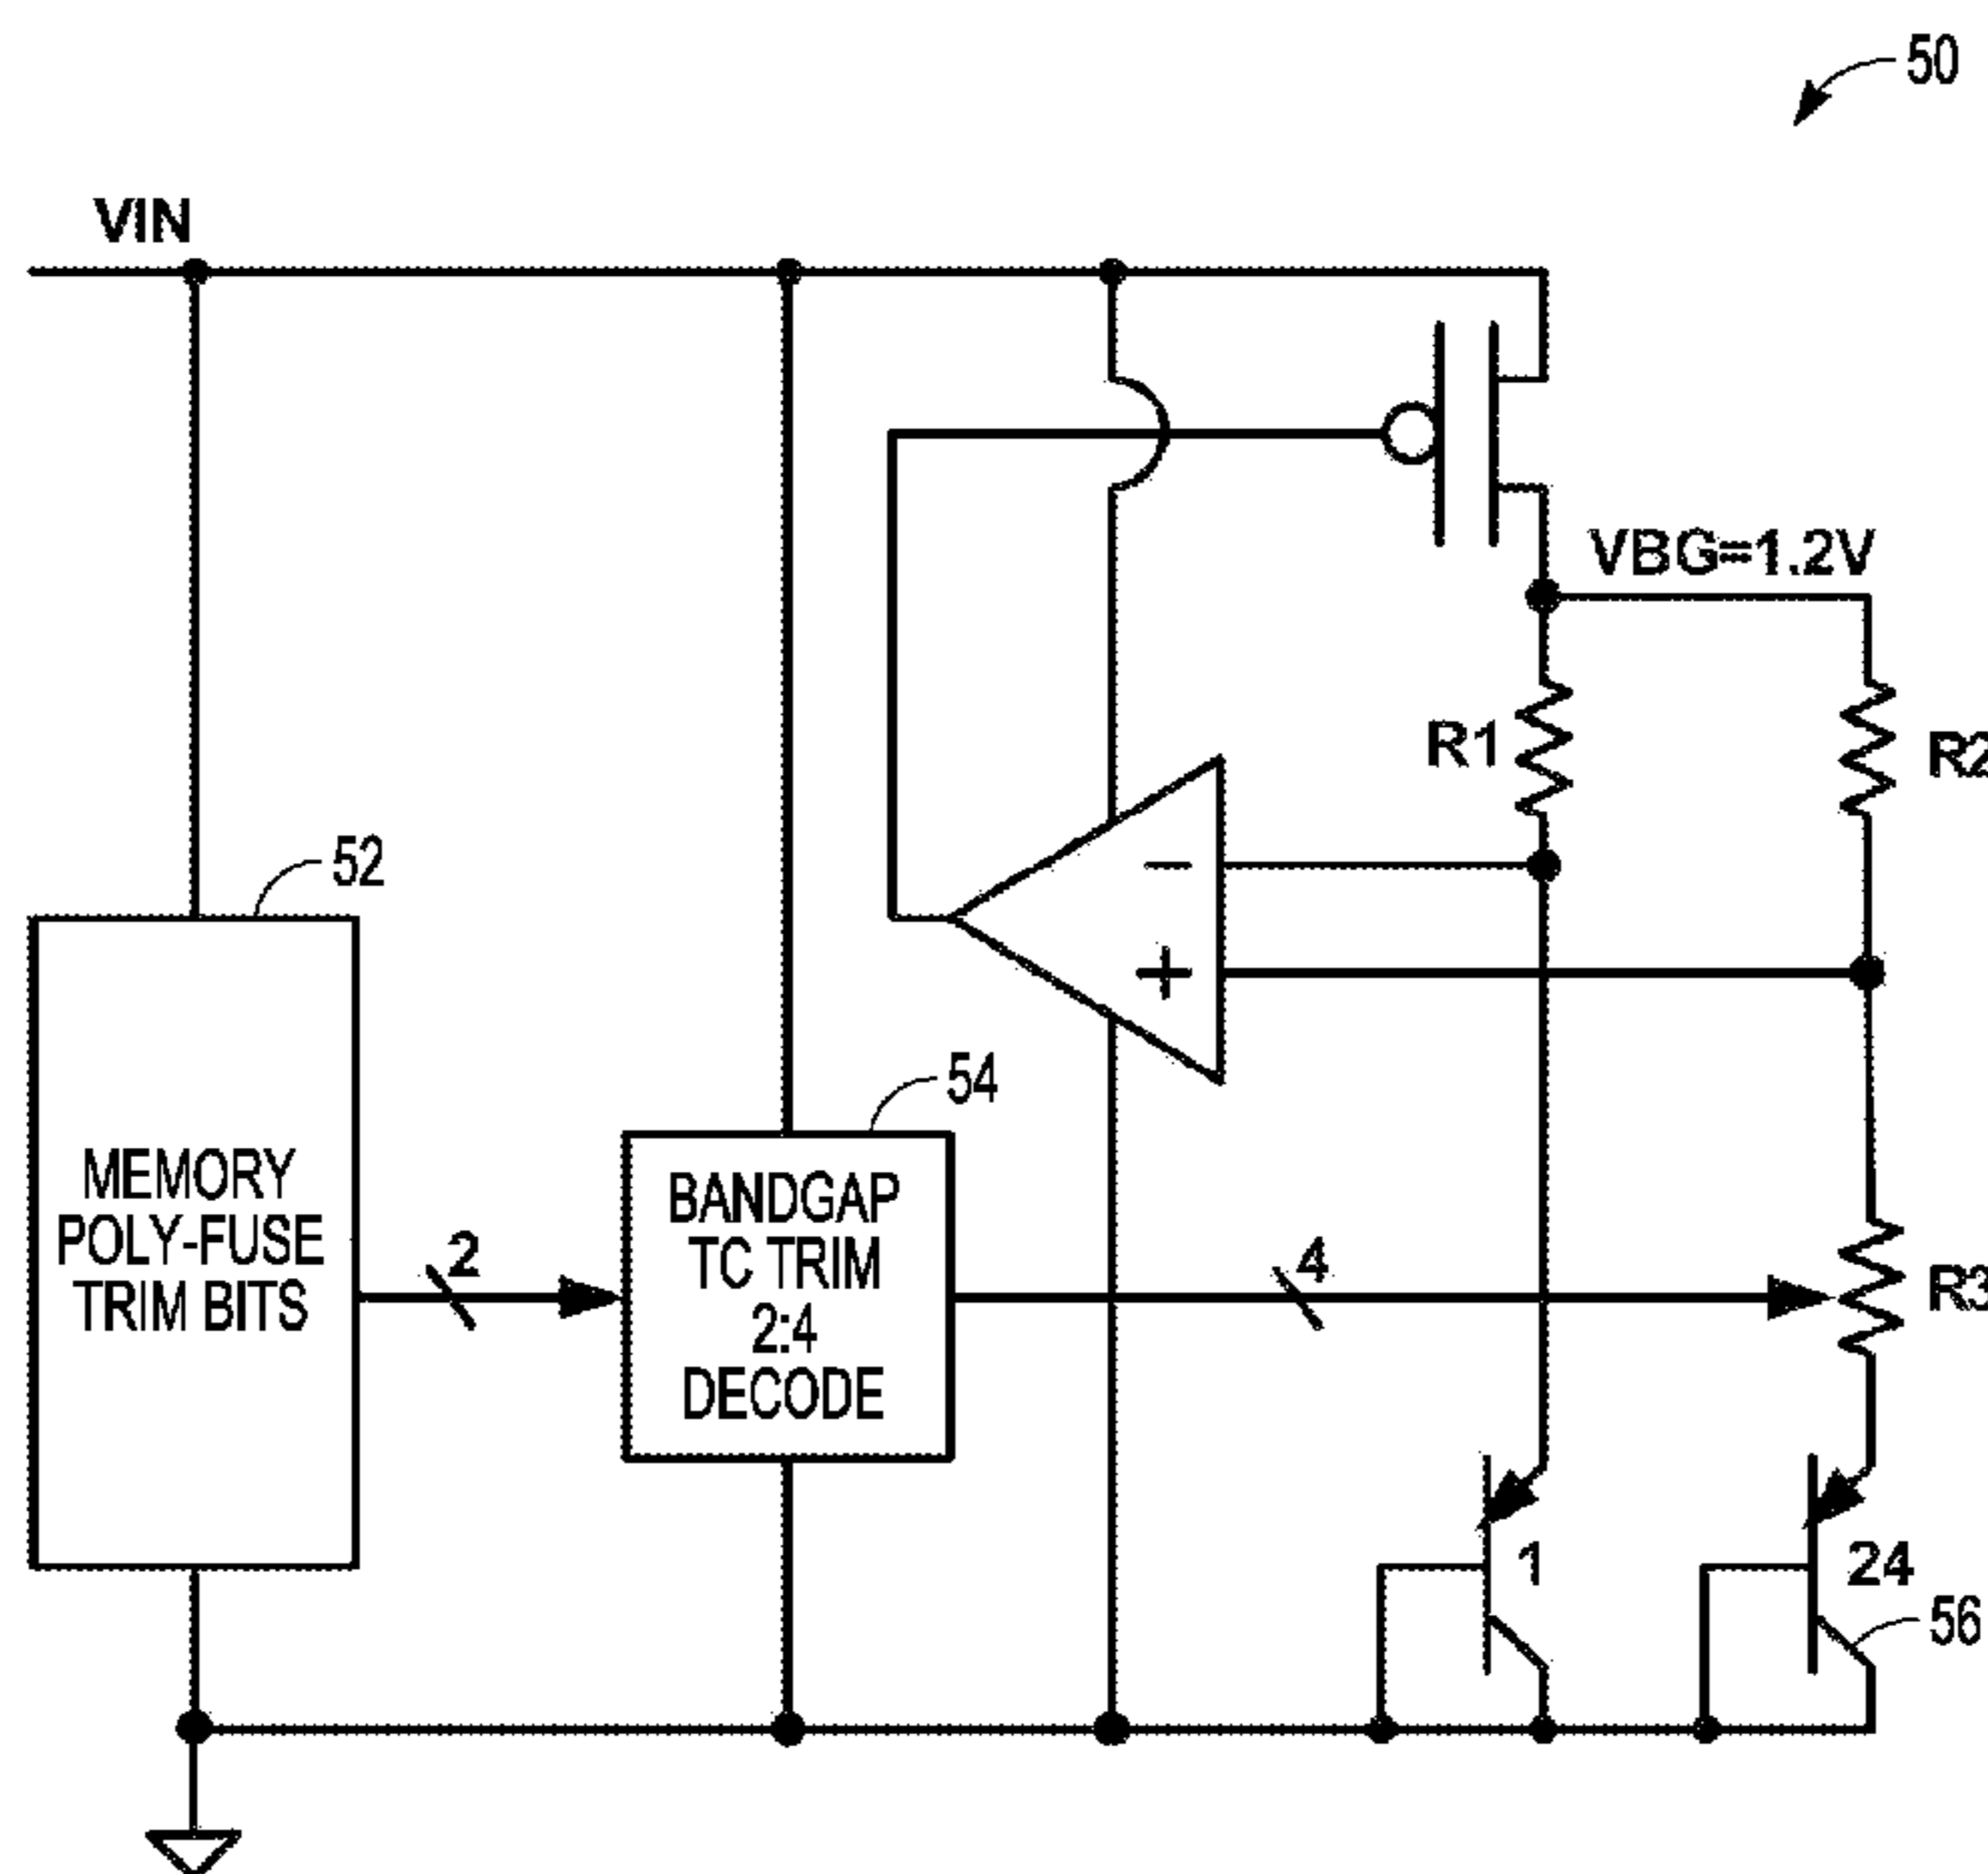 50
VIN
VBG=1.2V
R1
R2
52
-
+
54
MEMORY
POLY-FUSE
TRIM BITS
2
BANDGAP
TC TRIM
2:4
DECODE
4
R3
1
24
56